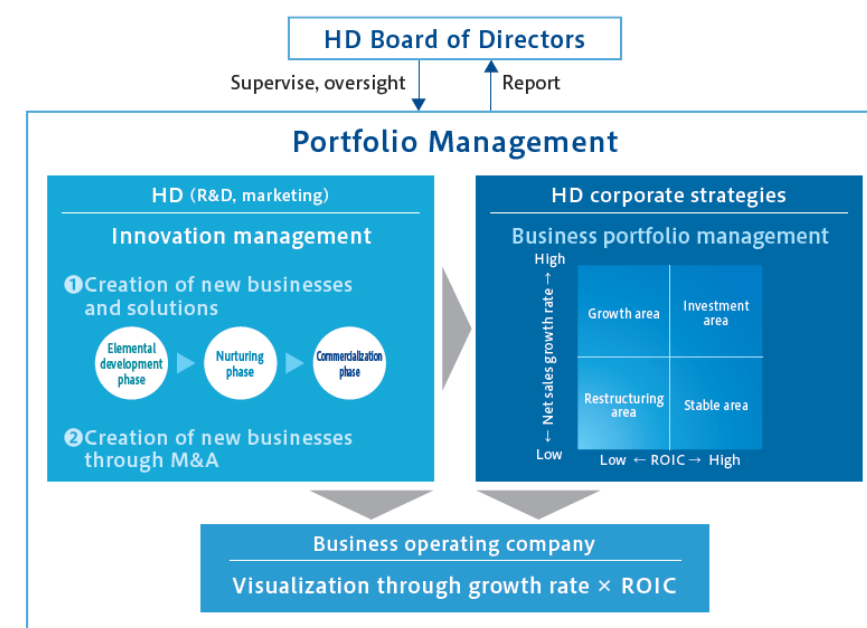 HD Board of Directors
Supervise, oversight
Report
Portfolio Management
HD (R&D, marketing)
Innovation management
❶Creation of new businesses
and solutions
Elemental
development
phase
Nurturing
phase
Commercialization
phase
❷Creation of new businesses
through M&A
HD corporate strategies
Business portfolio management
High
← Net sales growth rate →
Low
Growth area
Investment
area
Restructuring
area
Stable area
Low ← ROIC → High
Business operating company
Visualization through growth rate × ROIC